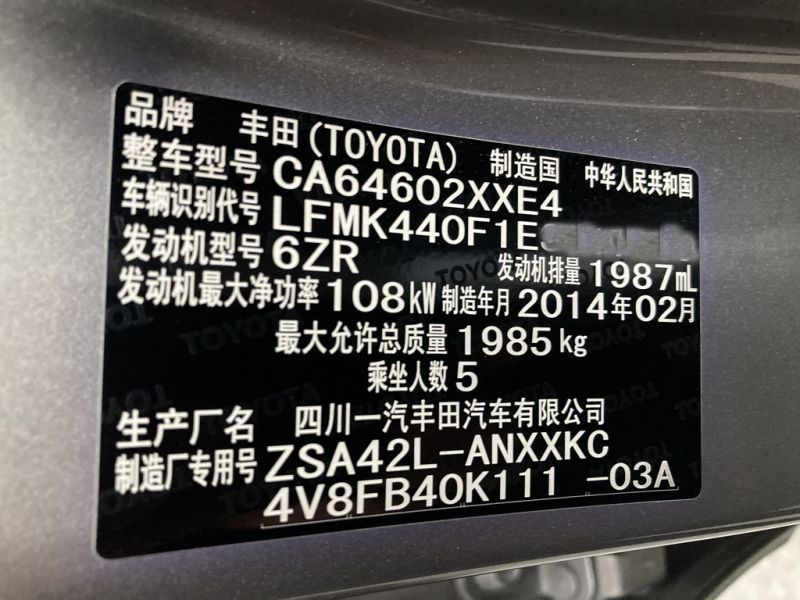 品牌 丰田(TOYOTA) 制造国 中华人民共和国
整车型号 CA64602XXE4
车辆识别代号 LFMK440F1E
发动机型号 6ZR 发动机排量 1987mL
发动机最大净功率 108kW 制造年月 2014年02月
最大允许总质量 1985kg
乘坐人数 5
生产厂名 四川一汽丰田汽车有限公司
制造厂专用号 ZSA42L-ANXXKC
4V8FB40K111 -03A